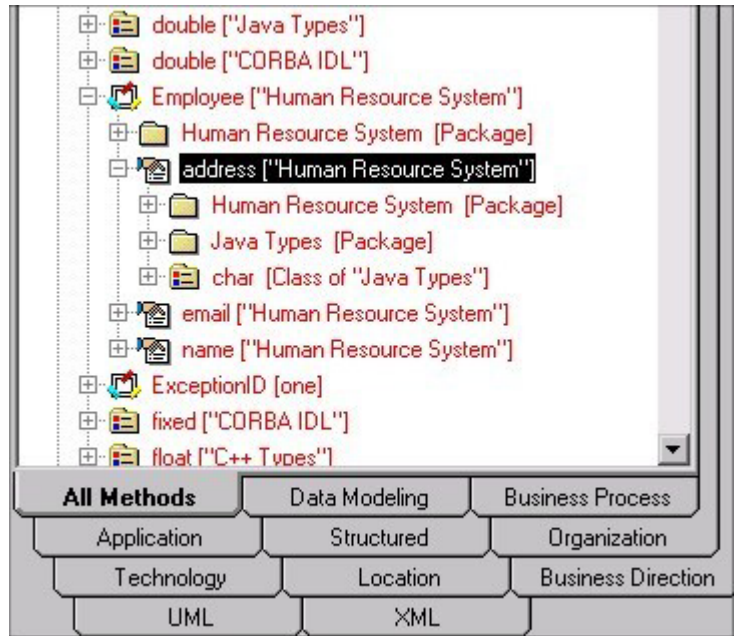 double ["Java Types"]
double ["CORBA IDL"]
Employee ["Human Resource System"]
Human Resource System [Package]
address ["Human Resource System"]
Human Resource System [Package]
Java Types [Package]
char [Class of "Java Types"]
email ["Human Resource System"]
name ["Human Resource System"]
ExceptionID [one]
fixed ["CORBA IDL"]
float ["C++ Types"]
All Methods Data Modeling Business Process
Application Structured Organization
Technology Location Business Direction
UML XML